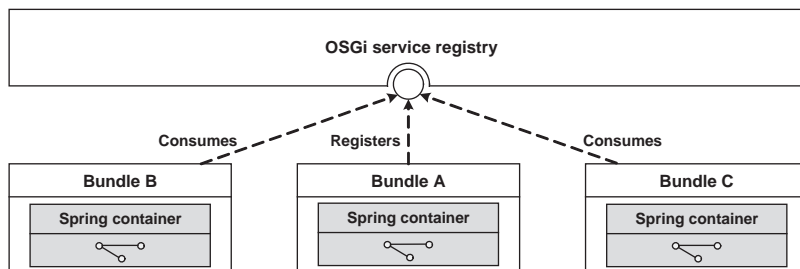 OSGi service registry
Consumes
Registers
Consumes
Bundle B
Bundle A
Bundle C
Spring container
Spring container
Spring container